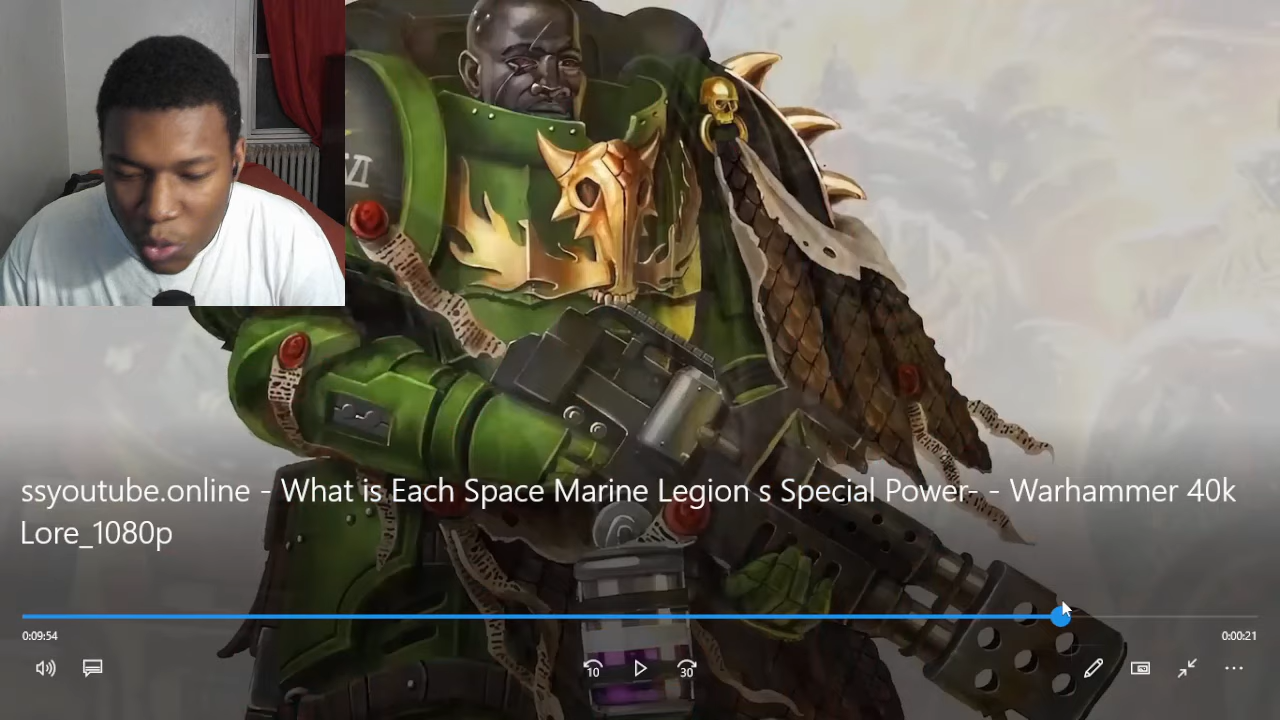 VI
ssyoutube.online - What is Each Space Marine Legion s Special Power- - Warhammer 40k
Lore_1080p
0:09:54
0:00:21
10
30